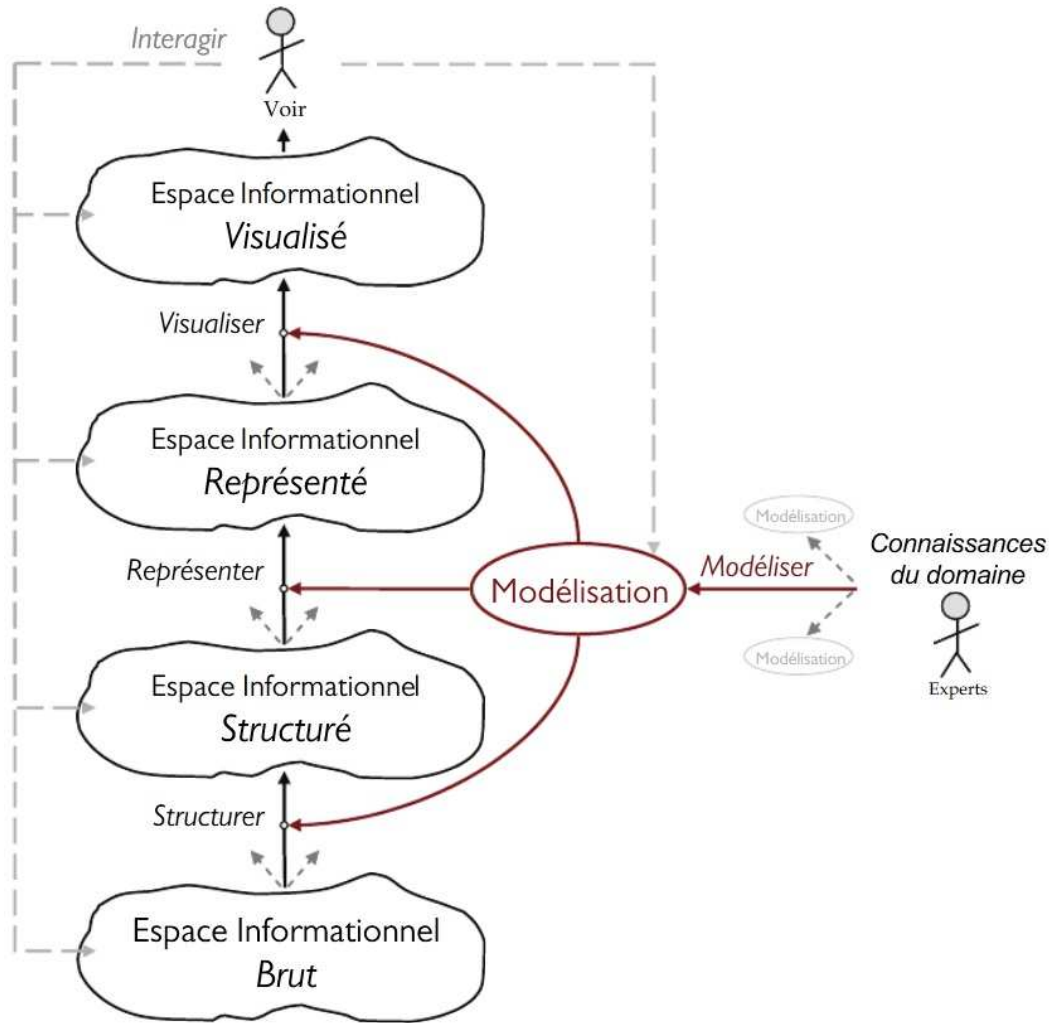 Interagir
Voir
Espace Informationnel
Visualisé
Visualiser
Espace Informationnel
Représenté
Représenter
Modélisation
Modéliser
Modélisation
Connaissances
du domaine
Modélisation
Experts
Espace Informationnel
Structuré
Structurer
Espace Informationnel
Brut